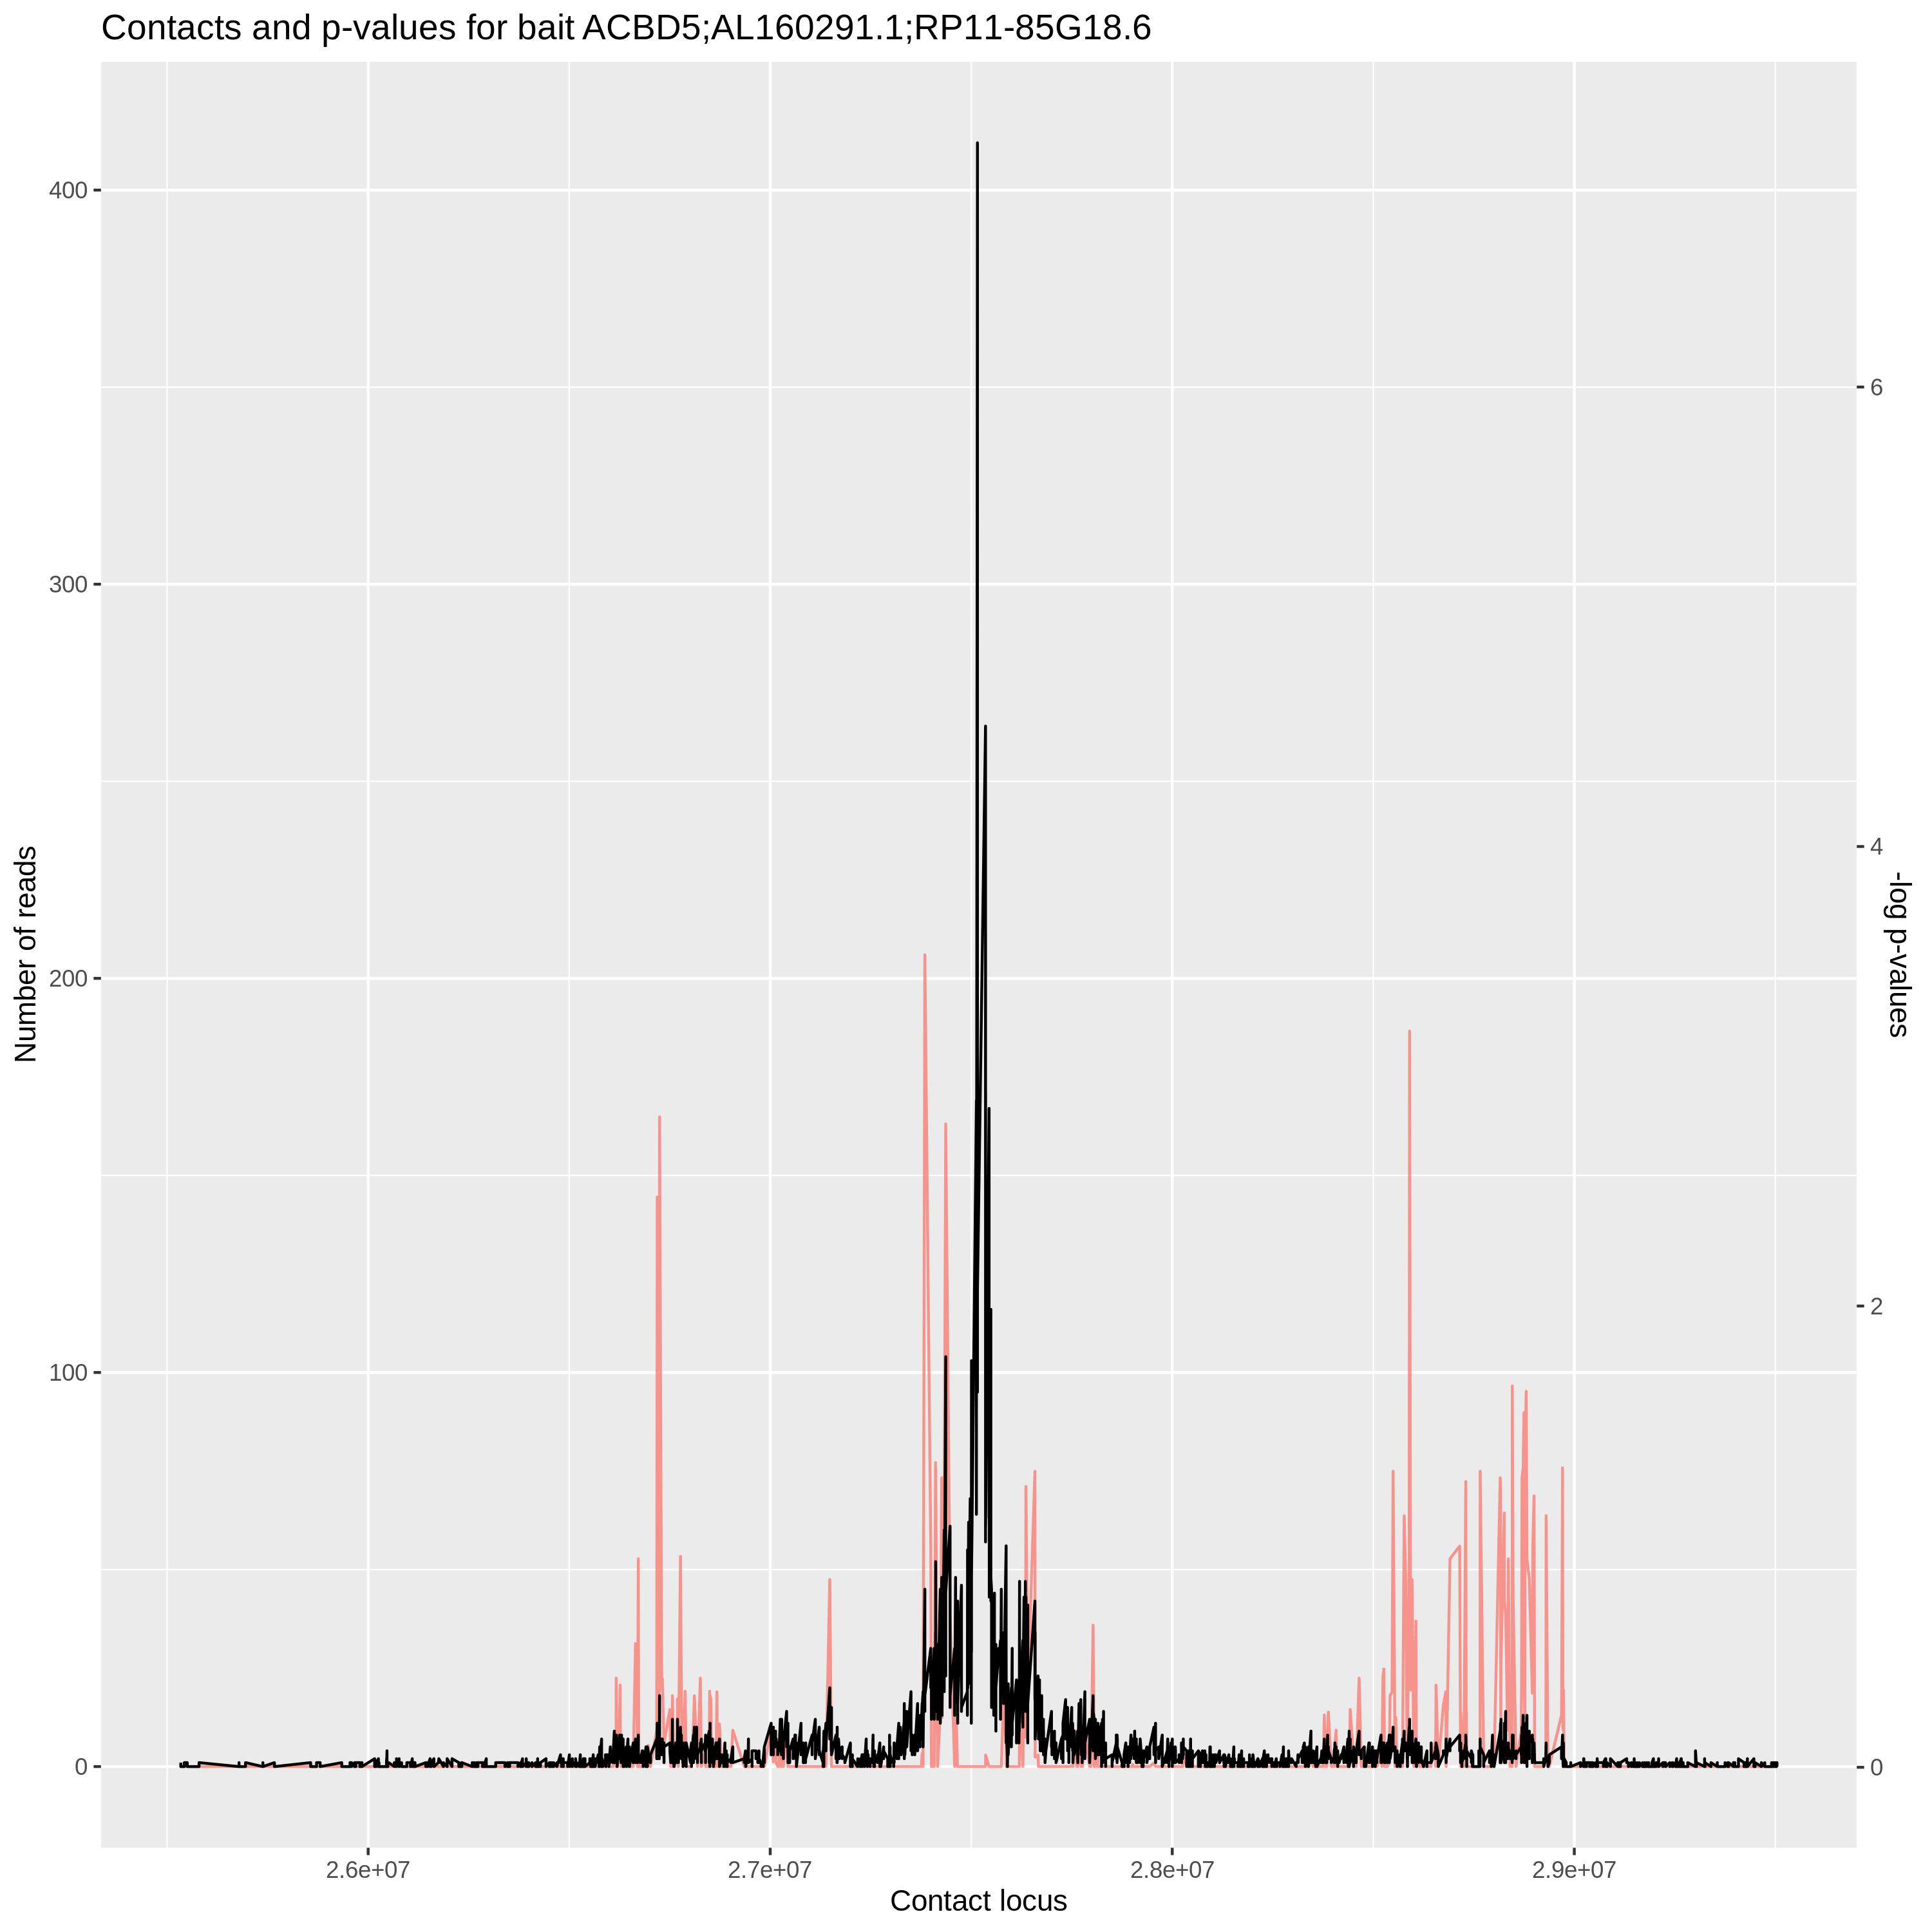 Contacts and p-values for bait ACBD5;AL160291.1;RP11-85G18.6
400
300
200
100
0
Number of reads
6
4
2
0
-log p-values
2.6e+07
2.7e+07
2.8e+07
2.9e+07
Contact locus